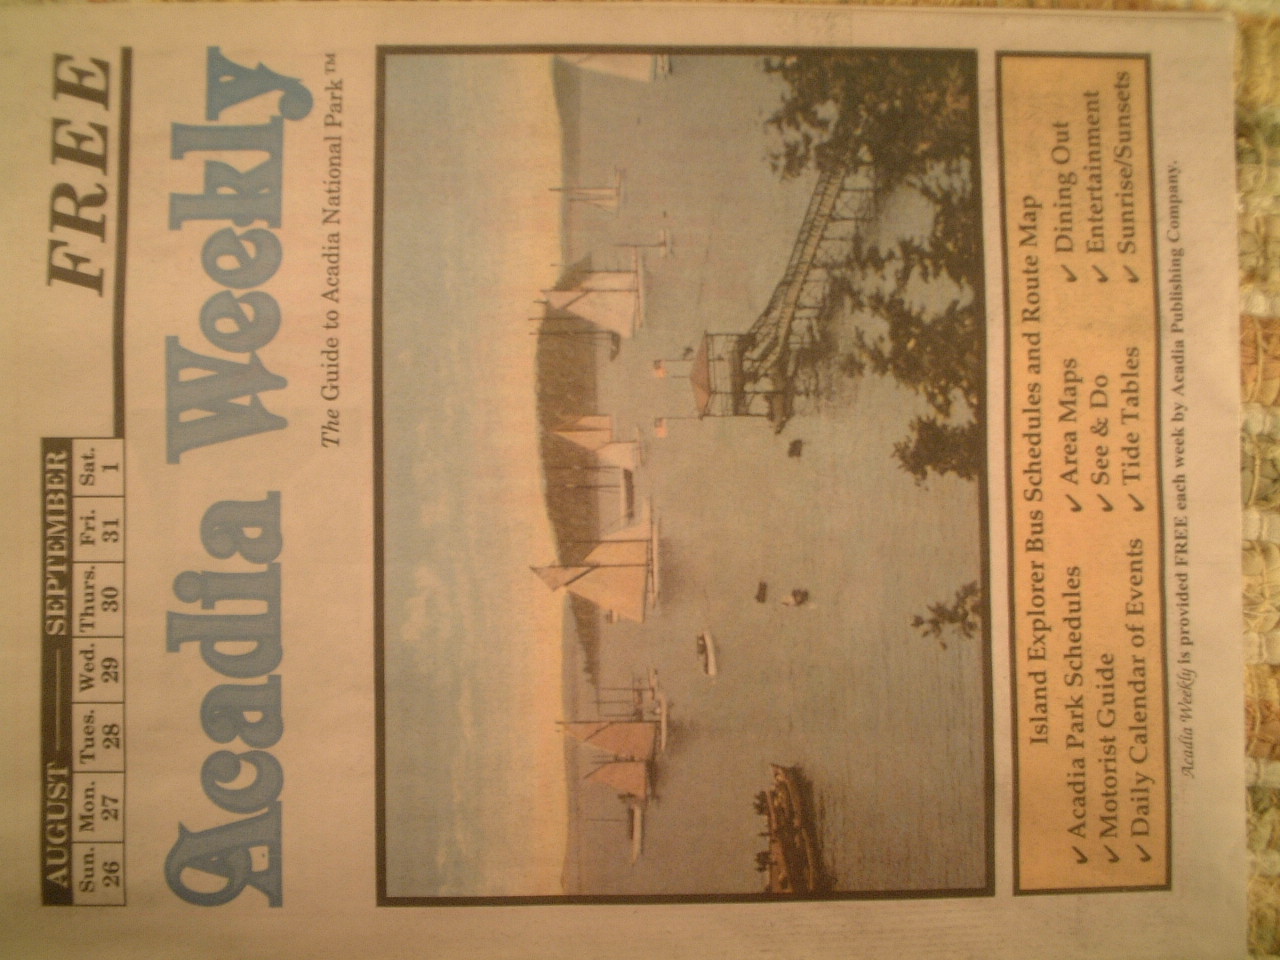 AUGUST — SEPTEMBER
Sun. Mon. Tues. Wed. Thurs. Fri. Sat.
26 27 28 29 30 31 1
FREE
Acadia Weekly
The Guide to Acadia National Park™
Island Explorer Bus Schedules and Route Map
✓ Acadia Park Schedules ✓ Area Maps ✓ Dining Out
✓ Motorist Guide ✓ See & Do ✓ Entertainment
✓ Daily Calendar of Events ✓ Tide Tables ✓ Sunrise/Sunsets
Acadia Weekly is provided FREE each week by Acadia Publishing Company.